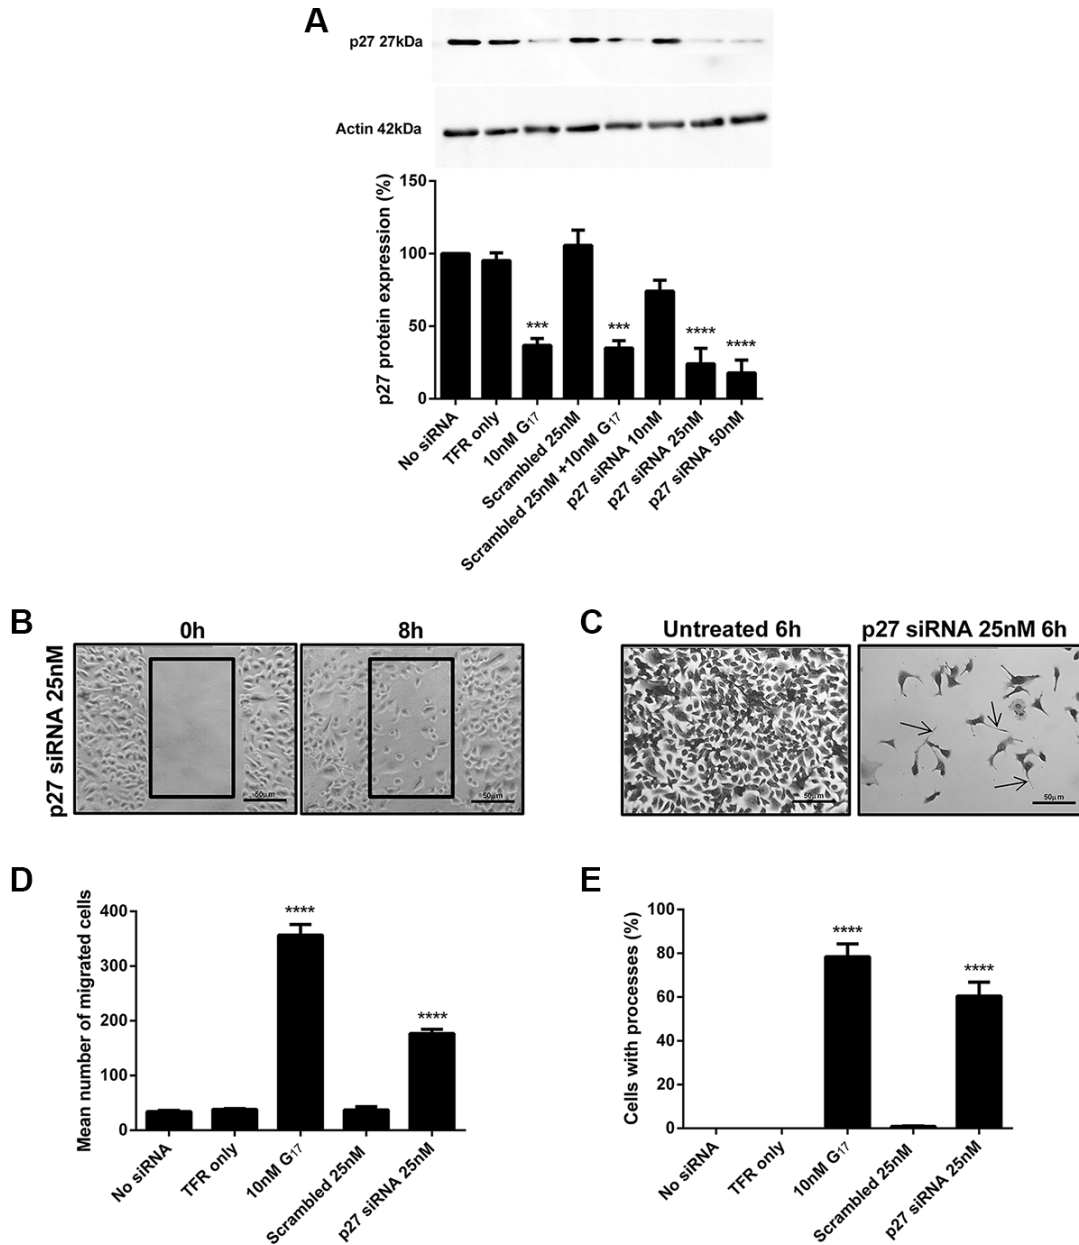 A
p27 27kDa
Actin 42kDa
p27 protein expression (%)
150
100
50
0
***
***
****
****
No siRNA
TFR only
10nM G17
Scrambled 25nM
Scrambled 25nM +10nM G17
p27 siRNA 10nM
p27 siRNA 25nM
p27 siRNA 50nM
B
0h
8h
p27 siRNA 25nM
50µm
50µm
C
Untreated 6h
p27 siRNA 25nM 6h
50µm
50µm
D
Mean number of migrated cells
400
300
200
100
0
****
****
No siRNA
TFR only
10nM G17
Scrambled 25nM
p27 siRNA 25nM
E
Cells with processes (%)
100
80
60
40
20
0
****
****
No siRNA
TFR only
10nM G17
Scrambled 25nM
p27 siRNA 25nM